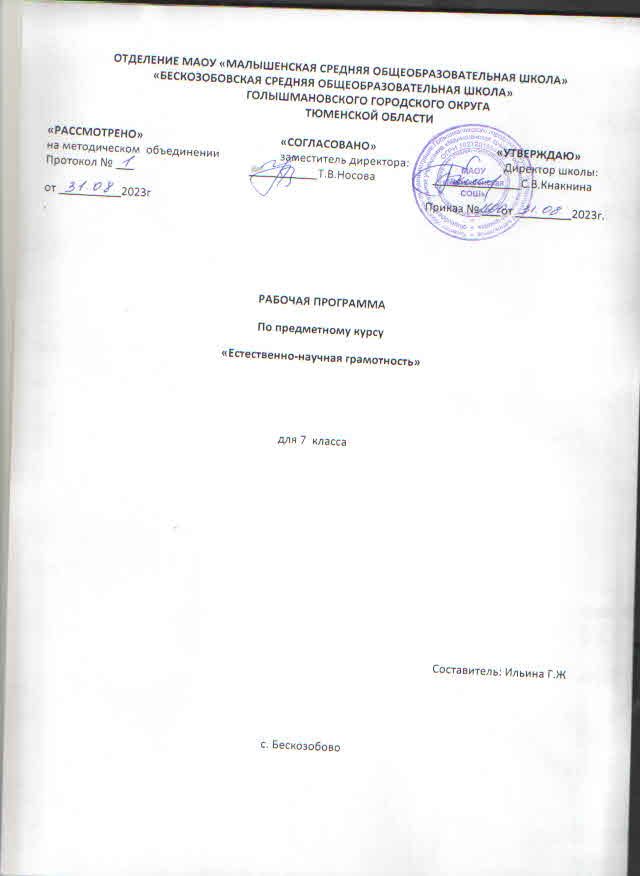 ОТДЕЛЕНИЕ МАОУ «МАЛЫШЕНСКАЯ СРЕДНЯЯ ОБЩЕОБРАЗОВАТЕЛЬНАЯ ШКОЛА»
«БЕСКОЗОБОВСКАЯ СРЕДНЯЯ ОБЩЕОБРАЗОВАТЕЛЬНАЯ ШКОЛА»
ГОЛЫШМАНОВСКОГО ГОРОДСКОГО ОКРУГА
ТЮМЕНСКОЙ ОБЛАСТИ
«РАССМОТРЕНО»
на методическом объединении
Протокол № 1
от 31.08 2023г
.
«СОГЛАСОВАНО»
заместитель директора:
Т.В.Носова
«УТВЕРЖДАЮ»
Директор школы:
С.В.Кнакнина
Приказ № от 31.08 2023г.
МАОУ
СОШ»
РАБОЧАЯ ПРОГРАММА
По предметному курсу
«Естественно-научная грамотность»
для 7 класса
Составитель: Ильина Г.Ж
с. Бескозобово